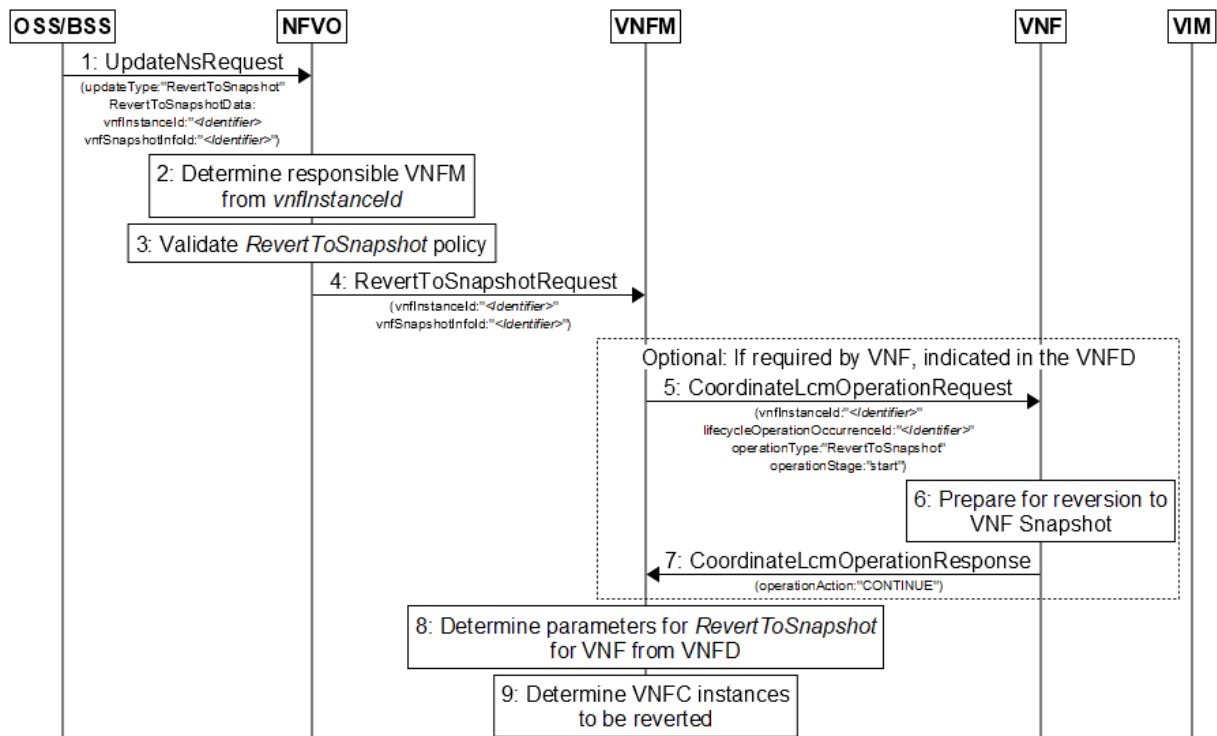 OSS/BSS NFVO VNFM VNF VIM
1: UpdateNsRequest
(updateType:"RevertToSnapshot"
RevertToSnapshotData:
vnfInstanceId:"<Identifier>
vnfSnapshotInfoId:"<Identifier>")
2: Determine responsible VNFM
from vnfInstanceId
3: Validate RevertToSnapshot policy
4: RevertToSnapshotRequest
(vnfInstanceId:"<Identifier>"
vnfSnapshotInfoId:"<Identifier>")
Optional: If required by VNF, indicated in the VNFD
5: CoordinateLcmOperationRequest
(vnfInstanceId:"<Identifier>"
lifecycleOperationOccurrenceId:"<Identifier>"
operationType:"RevertToSnapshot"
operationStage:"start")
6: Prepare for reversion to
VNF Snapshot
7: CoordinateLcmOperationResponse
(operationAction:"CONTINUE")
8: Determine parameters for RevertToSnapshot
for VNF from VNFD
9: Determine VNFC instances
to be reverted